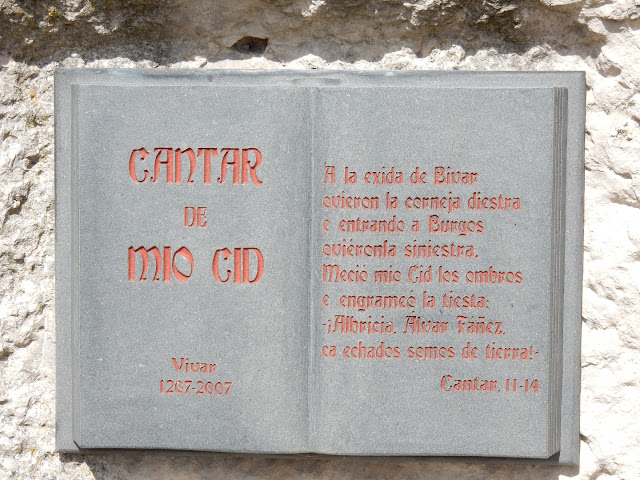 CANTAR
DE
MIO CID
Vivar
1207-2007
A la exida de Bivar
ovieron la corneja diestra
e entrando a Burgos
oviéronla siniestra.
Meció mio Cid los ombros
e engrameó la tiesta:
-¡Albricia, Álvar Fáñez,
ca echados somos de tierra!-
Cantar, 11-14